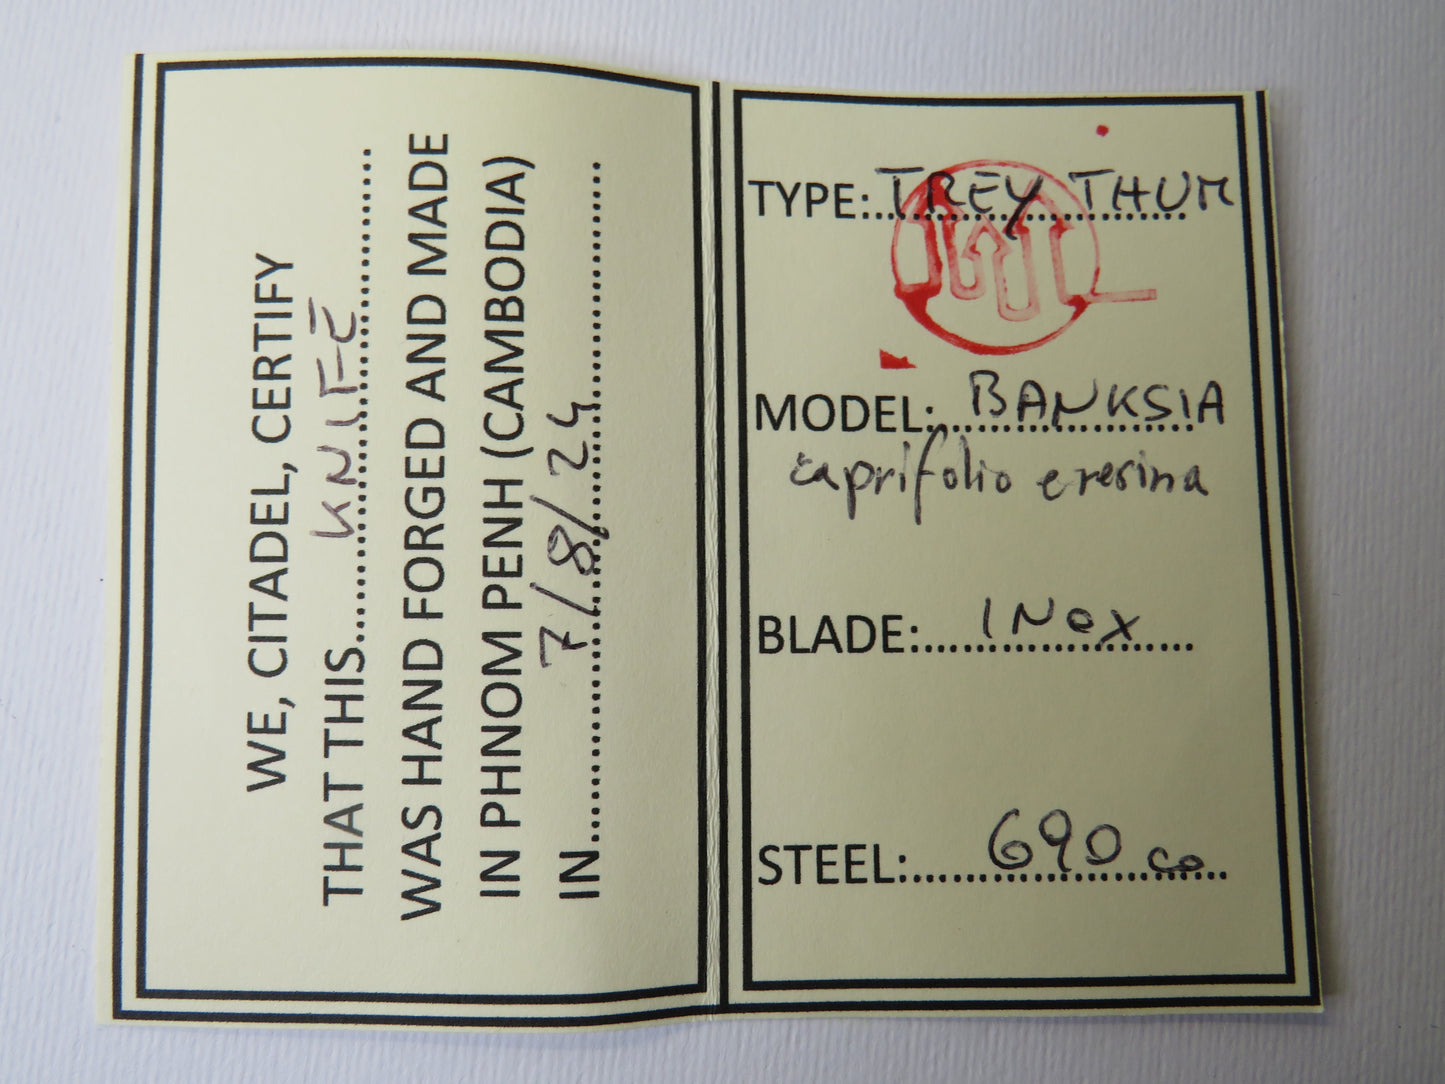 WE, CITADEL, CERTIFY
THAT THIS.....KNIFE..............
WAS HAND FORGED AND MADE
IN PHNOM PENH (CAMBODIA)
IN..............7/8/24......................
TYPE:..TREY THUM
MODEL:..BANKSIA
caprifolio e resina
BLADE:.....INOX......
STEEL:......690 co...